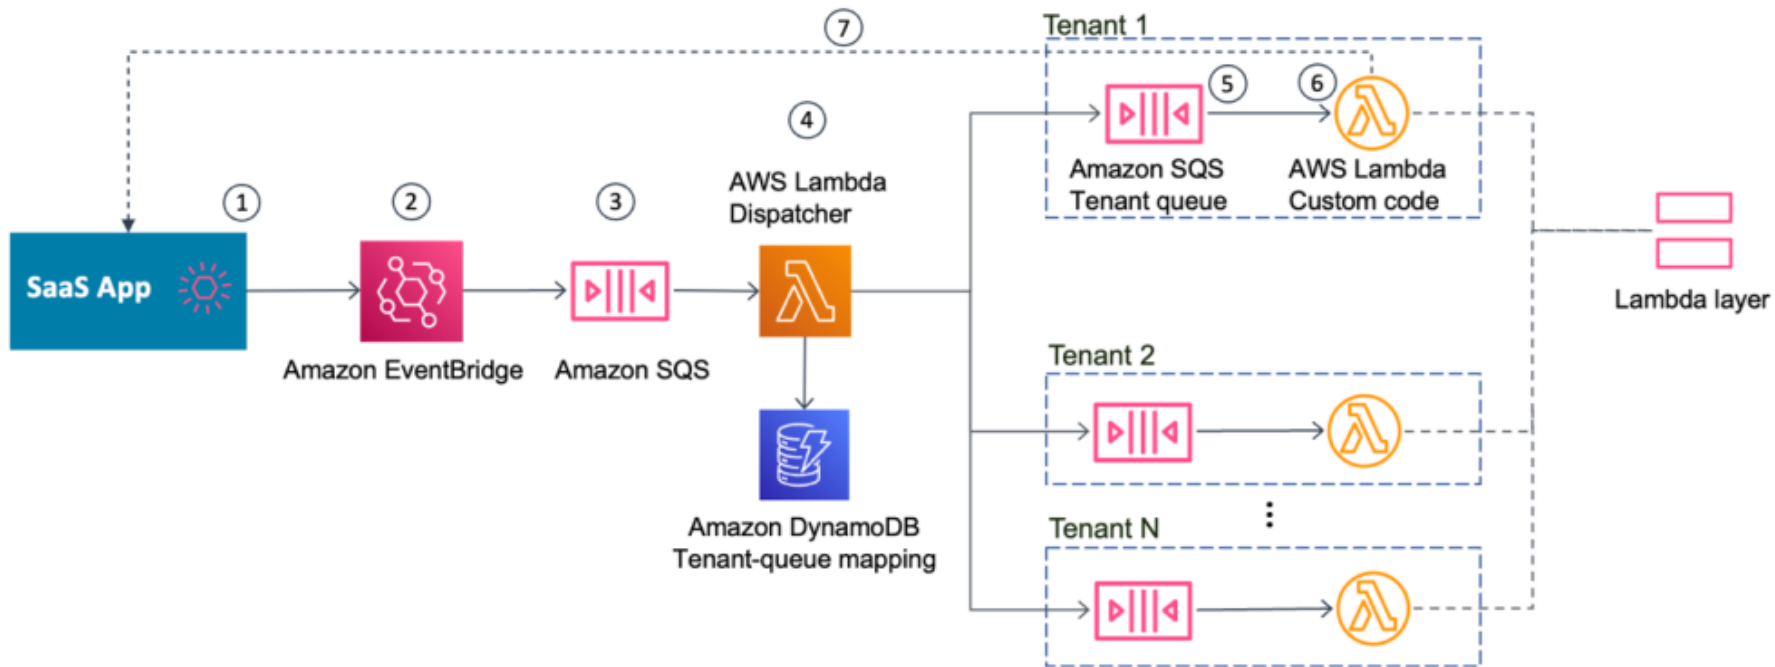 7
Tenant 1
5
6
4
Amazon SQS
Tenant queue
AWS Lambda
Custom code
AWS Lambda
Dispatcher
1
2
3
SaaS App
Lambda layer
Amazon EventBridge
Amazon SQS
Tenant 2
Amazon DynamoDB
Tenant-queue mapping
Tenant N